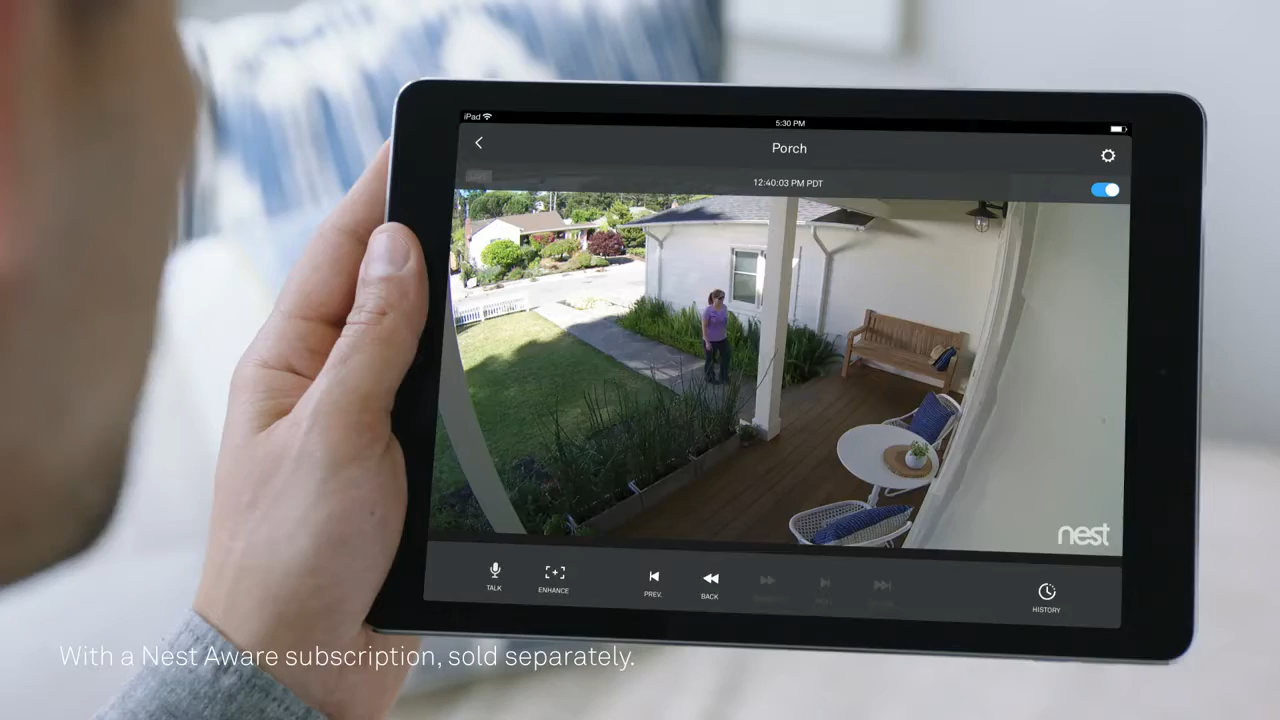 iPad
5:30 PM
Porch
12:40:03 PM PDT
nest
TALK
ENHANCE
PREV.
BACK
HISTORY
With a Nest Aware subscription, sold separately.